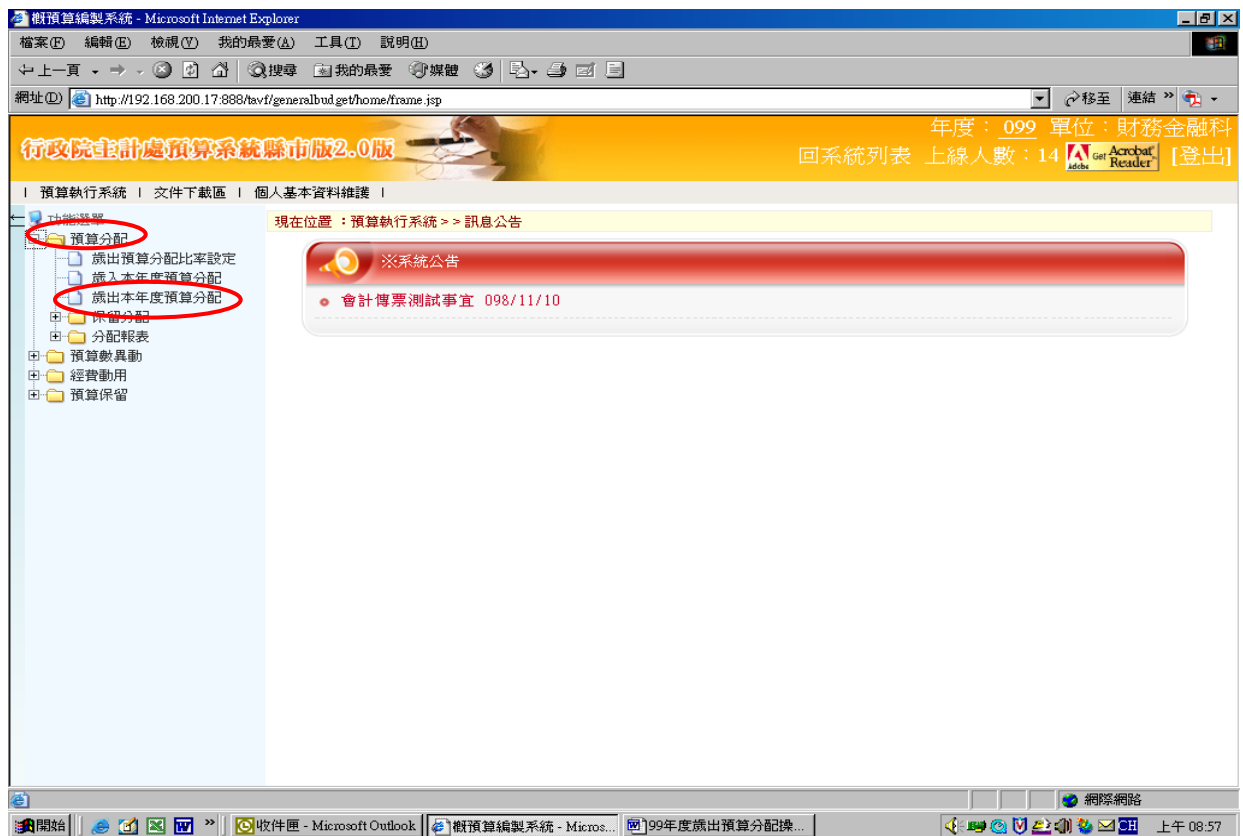 概預算編製系統 - Microsoft Internet Explorer
檔案(F) 編輯(E) 檢視(V) 我的最愛(A) 工具(T) 說明(H)
上一頁 搜尋 我的最愛 媒體
網址(D) http://192.168.200.17:888/tavf/generalbudget/home/frame.jsp 移至 連結 »
行政院主計處預算系統縣市版2.0版
年度：099 單位：財務金融科
回系統列表 上線人數：14 Adobe Get Acrobat Reader [登出]
| 預算執行系統 | 文件下載區 | 個人基本資料維護 |
功能選單
現在位置 ：預算執行系統>>訊息公告
預算分配
歲出預算分配比率設定
歲入本年度預算分配
歲出本年度預算分配
保留分配
分配報表
預算數異動
經費動用
預算保留
※系統公告
會計傳票測試事宜 098/11/10
網際網路
開始 » 收件匣 - Microsoft Outlook 概預算編製系統 - Micros... 99年度歲出預算分配操... CH 上午 08:57